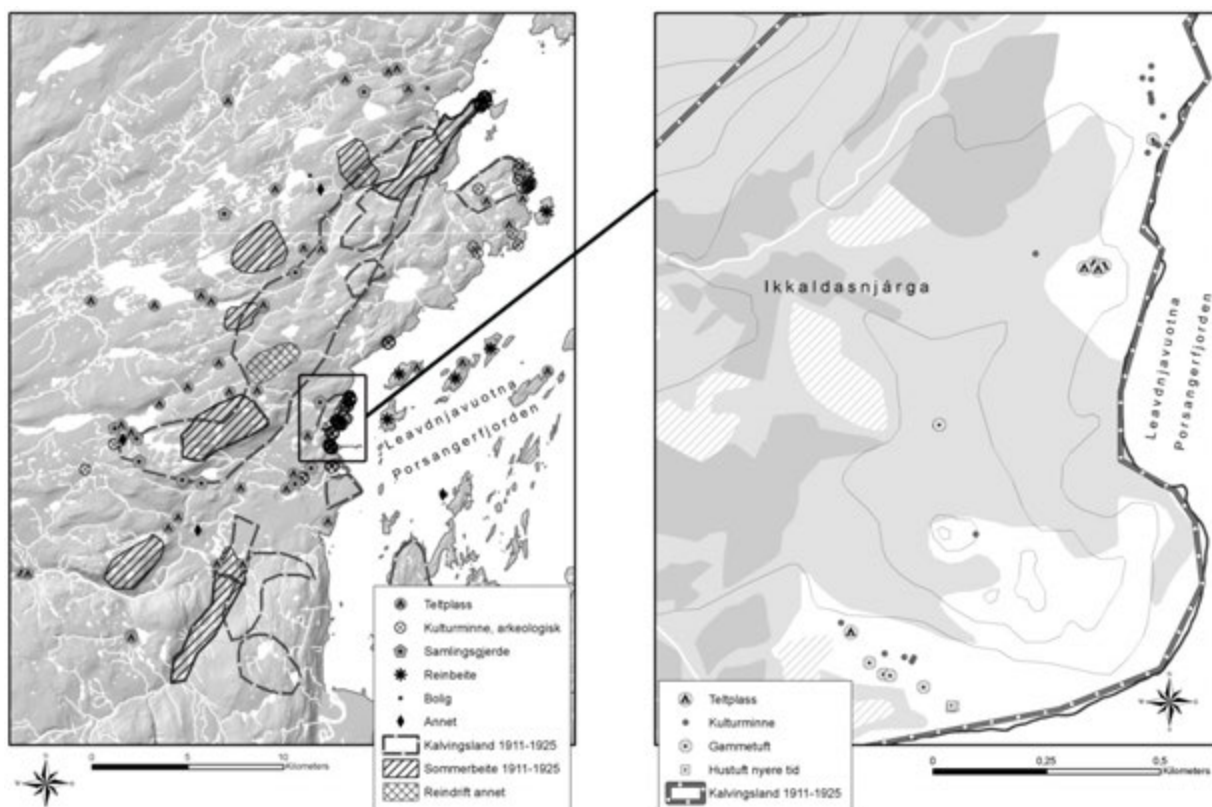 Leavdnjavuotna
Porsangerfjorden
Teltplass
Kulturminne, arkeologisk
Samlingsgjerde
Reinbeite
Bolig
Annet
Kalvingsland 1911-1925
Sommerbeite 1911-1925
Reindrift annet
0
5
10
Kilometers
Ikkaldasnjárga
Leavdnjavuotna
Porsangerfjorden
Teltplass
Kulturminne
Gammetuft
Hustuft nyere tid
Kalvingsland 1911-1925
0
0,25
0,5
Kilometers